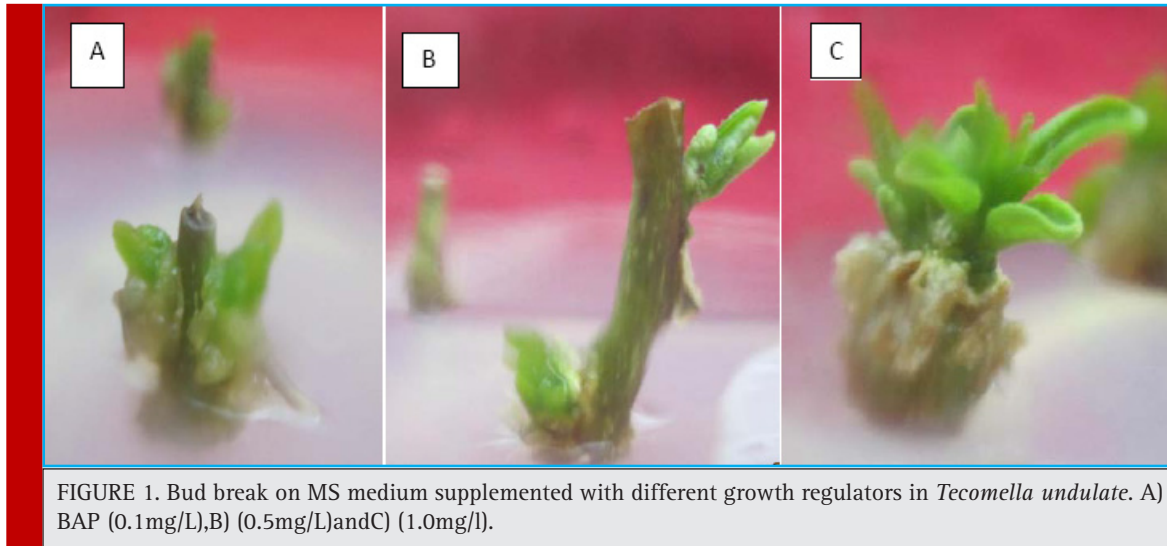 A
B
C
FIGURE 1. Bud break on MS medium supplemented with different growth regulators in Tecomella undulate. A)
BAP (0.1mg/L),B) (0.5mg/L)andC) (1.0mg/l).